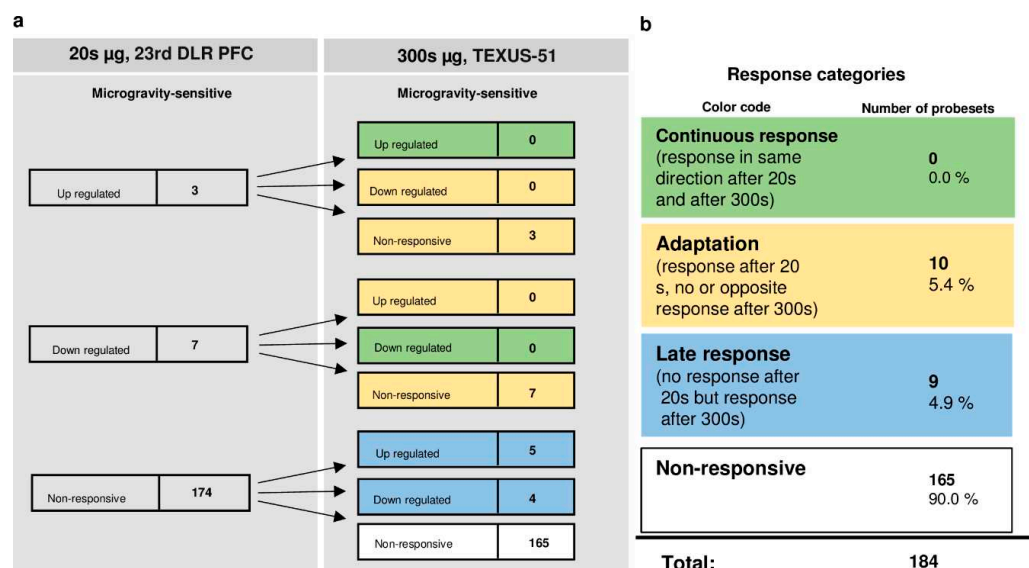 a
20s µg, 23rd DLR PFC
300s µg, TEXUS-51
Microgravity-sensitive
Microgravity-sensitive
Up regulated 3
Up regulated 0
Down regulated 0
Non-responsive 3
Down regulated 7
Up regulated 0
Down regulated 0
Non-responsive 7
Non-responsive 174
Up regulated 5
Down regulated 4
Non-responsive 165
b
Response categories
Color code Number of probesets
Continuous response
(response in same
direction after 20s
and after 300s)
0
0.0 %
Adaptation
(response after 20
s, no or opposite
response after 300s)
10
5.4 %
Late response
(no response after
20s but response
after 300s)
9
4.9 %
Non-responsive
165
90.0 %
Total: 184